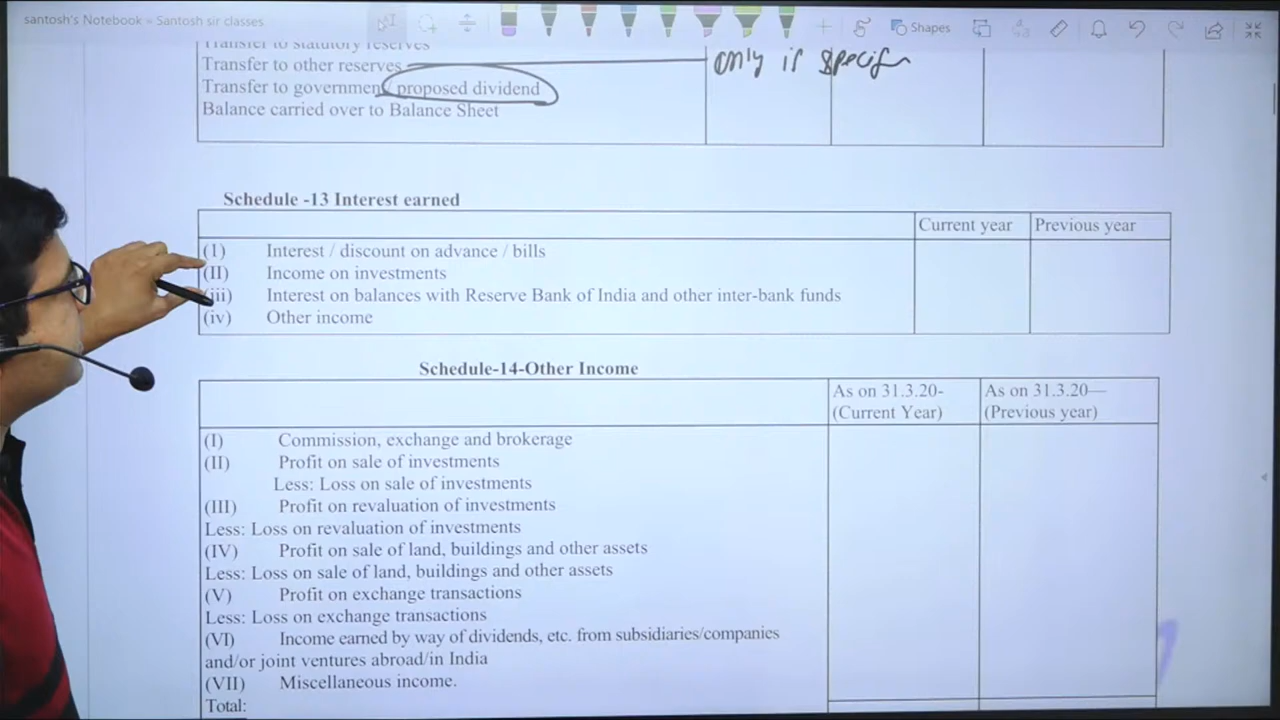 santosh's Notebook - Santosh sir classes
Shapes
Transfer to statutory reserves
Transfer to other reserves
only if
Transfer to government proposed dividend
Balance carried over to Balance Sheet
Schedule -13 Interest earned
Current year Previous year
(I) Interest / discount on advance / bills
(II) Income on investments
(iii) Interest on balances with Reserve Bank of India and other inter-bank funds
(iv) Other income
Schedule-14-Other Income
As on 31.3.20- As on 31.3.20—
(Current Year) (Previous year)
(I) Commission, exchange and brokerage
(II) Profit on sale of investments
Less: Loss on sale of investments
(III) Profit on revaluation of investments
Less: Loss on revaluation of investments
(IV) Profit on sale of land, buildings and other assets
Less: Loss on sale of land, buildings and other assets
(V) Profit on exchange transactions
Less: Loss on exchange transactions
(VI) Income earned by way of dividends, etc. from subsidiaries/companies
and/or joint ventures abroad/in India
(VII) Miscellaneous income.
Total: